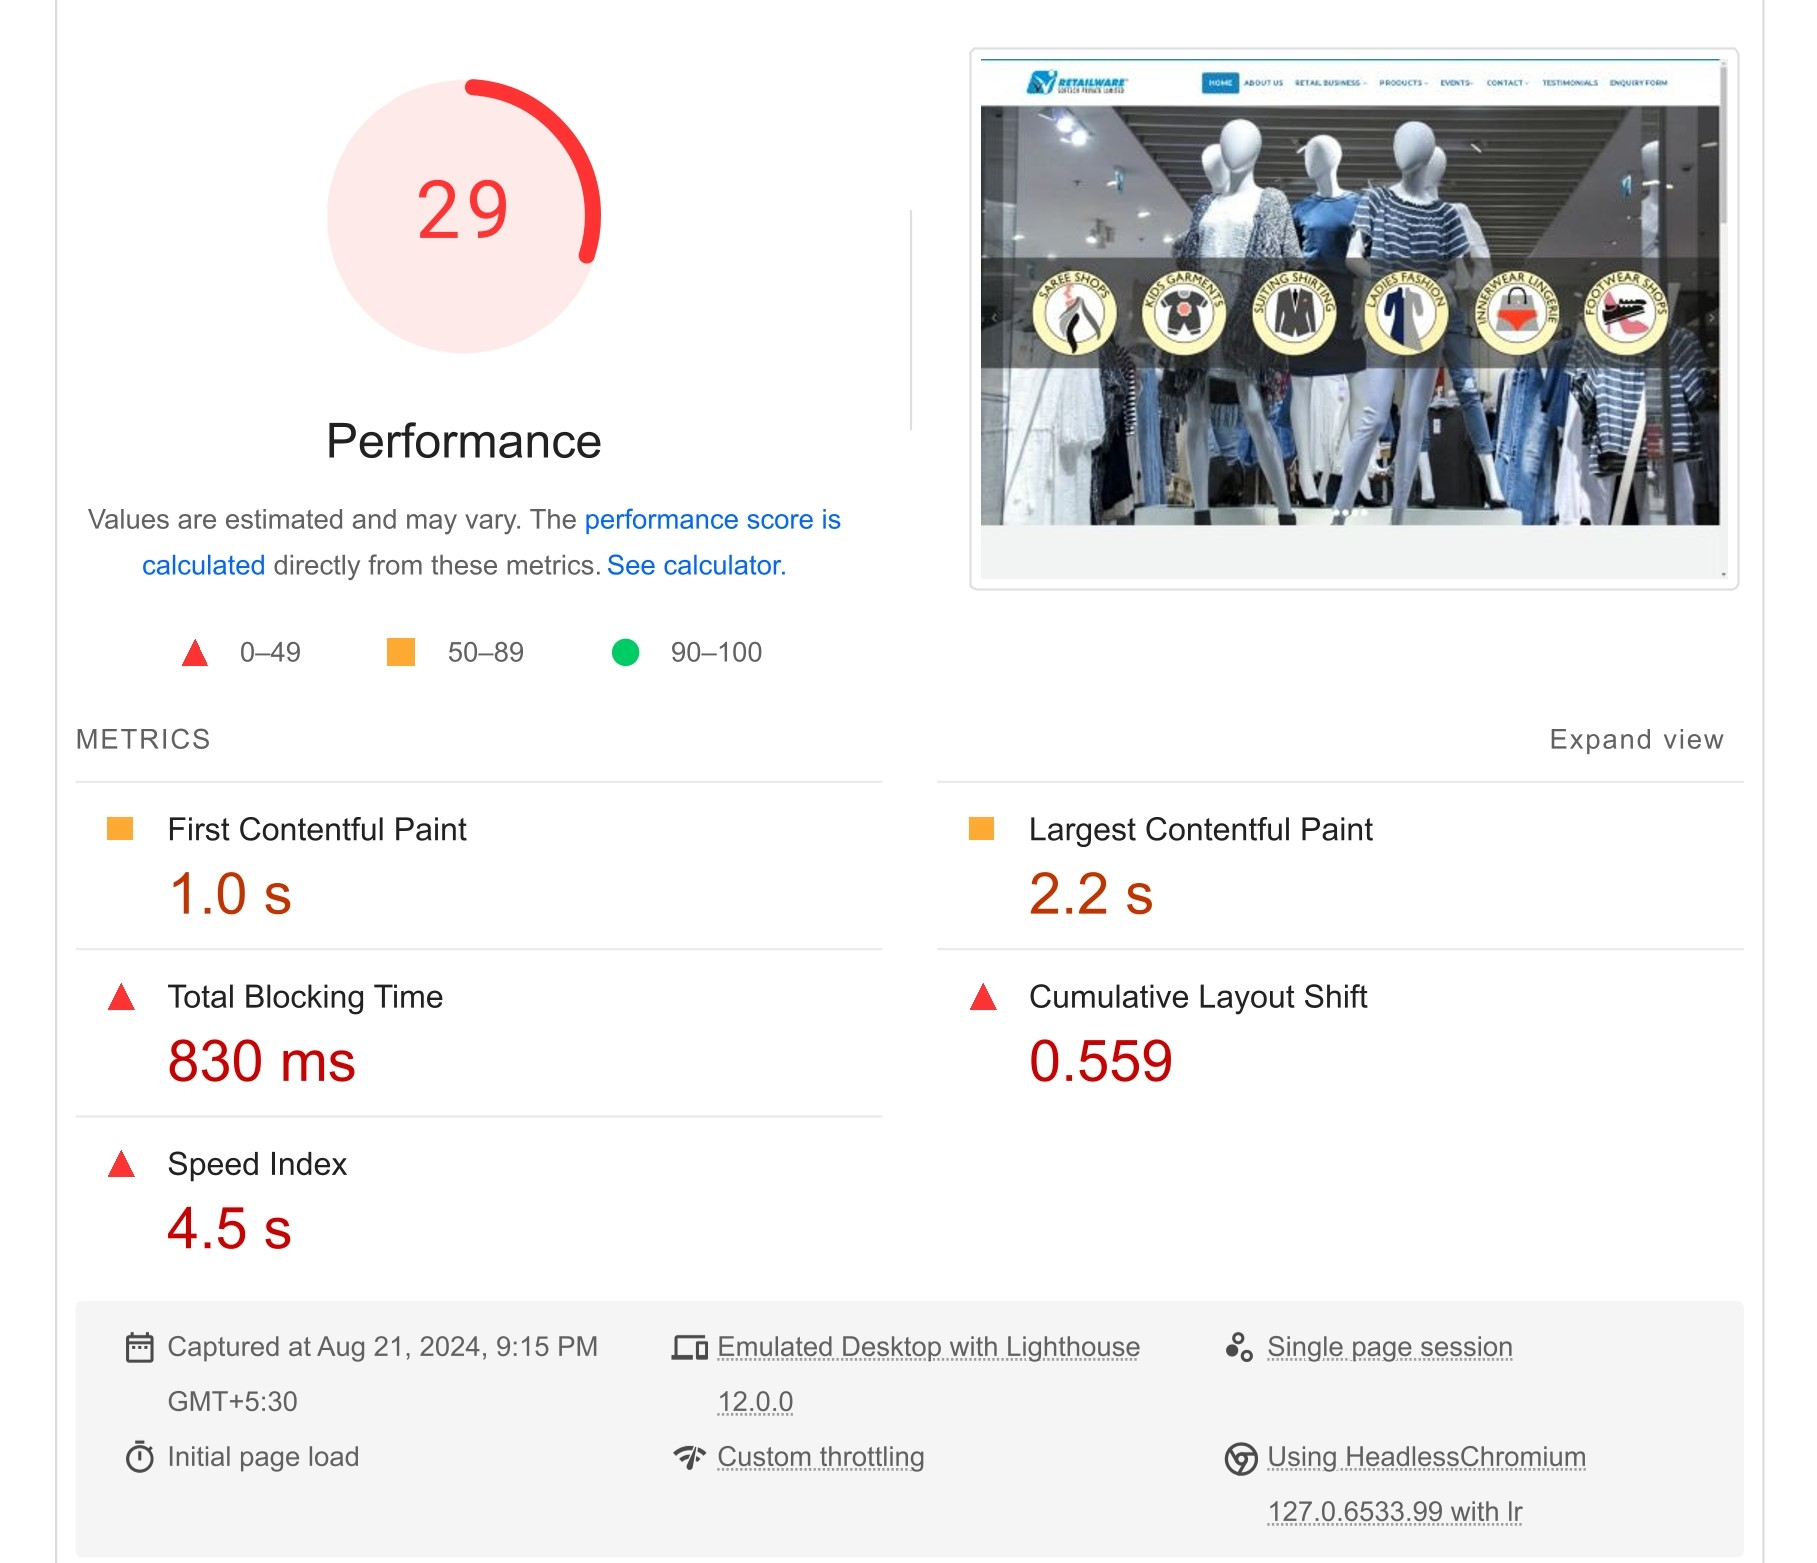 29
Performance
Values are estimated and may vary. The performance score is
calculated directly from these metrics. See calculator.
0–49 50–89 90–100
RETAILWARE
SOFTECH PRIVATE LIMITED
HOME ABOUT US RETAIL BUSINESS PRODUCTS EVENTS CONTACT TESTIMONIALS ENQUIRY FORM
SAREE SHOPS KIDS GARMENTS SUITING SHIRTING LADIES FASHION INNERWEAR LINGERIE FOOTWEAR SHOPS
METRICS Expand view
First Contentful Paint
1.0 s
Largest Contentful Paint
2.2 s
Total Blocking Time
830 ms
Cumulative Layout Shift
0.559
Speed Index
4.5 s
Captured at Aug 21, 2024, 9:15 PM
GMT+5:30
Emulated Desktop with Lighthouse
12.0.0
Single page session
Initial page load
Custom throttling
Using HeadlessChromium
127.0.6533.99 with lr